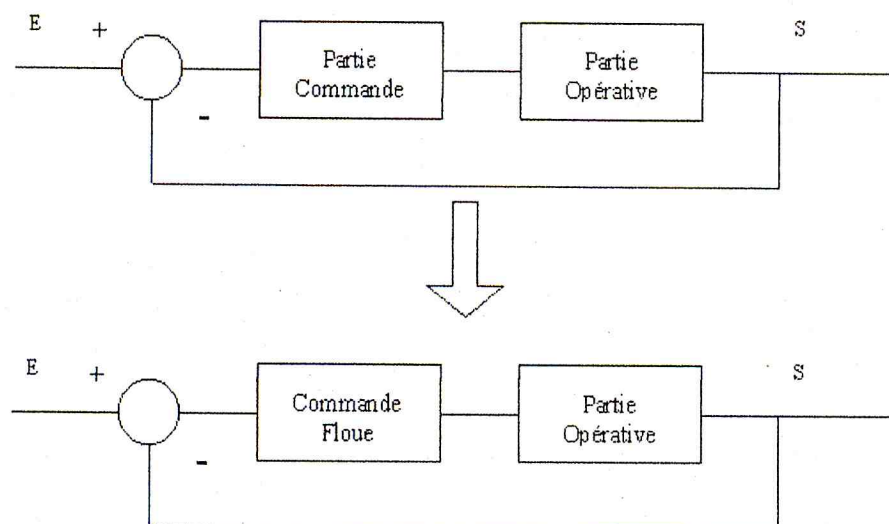 E
+
S
Partie
Commande
Partie
Opérative
-
E
+
S
Commande
Floue
Partie
Opérative
-